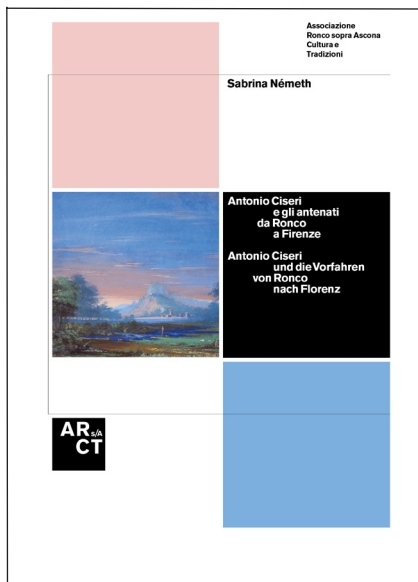 Associazione
Ronco sopra Ascona
Cultura e
Tradizioni
Sabrina Németh
Antonio Ciseri
e gli antenati
da Ronco
a Firenze
Antonio Ciseri
und die Vorfahren
von Ronco
nach Florenz
AR s/A
CT